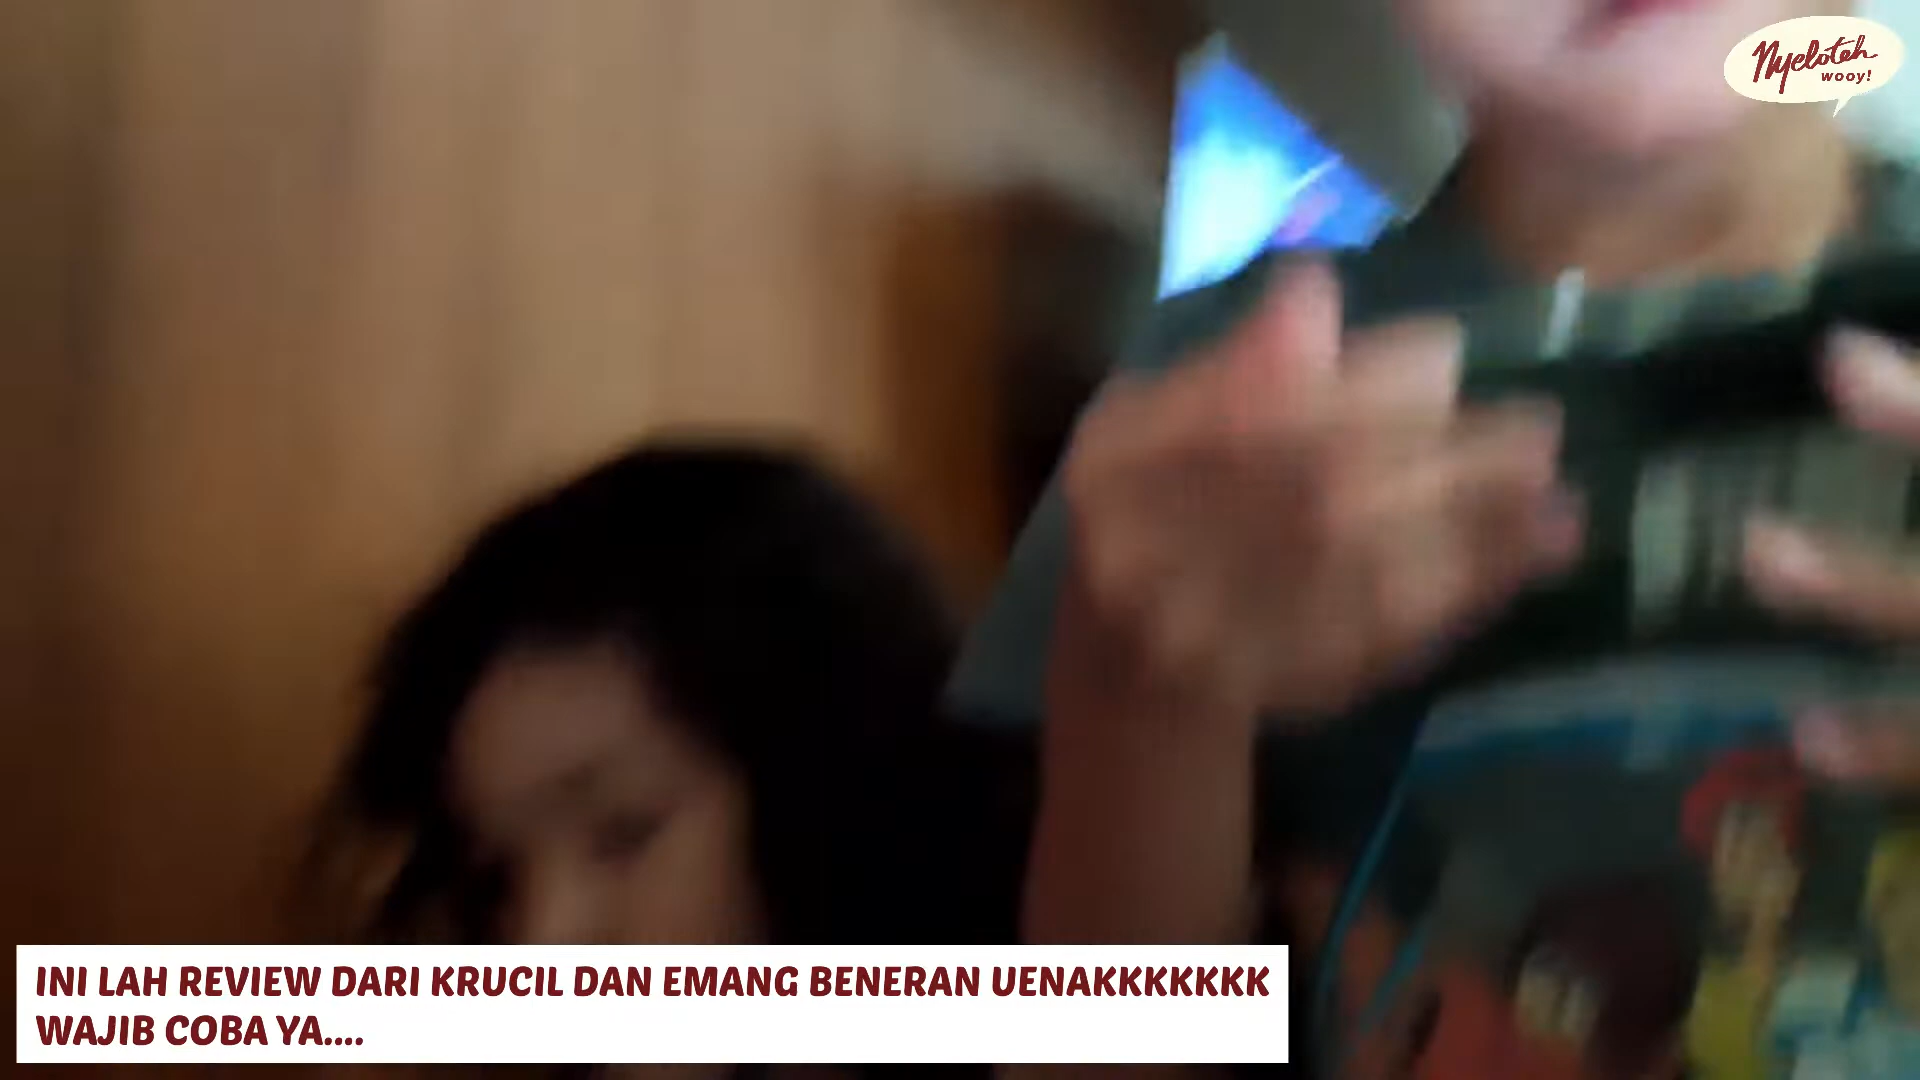 Nyeloteh
wooy!
INI LAH REVIEW DARI KRUCIL DAN EMANG BENERAN UENAKKKKKKK
WAJIB COBA YA....